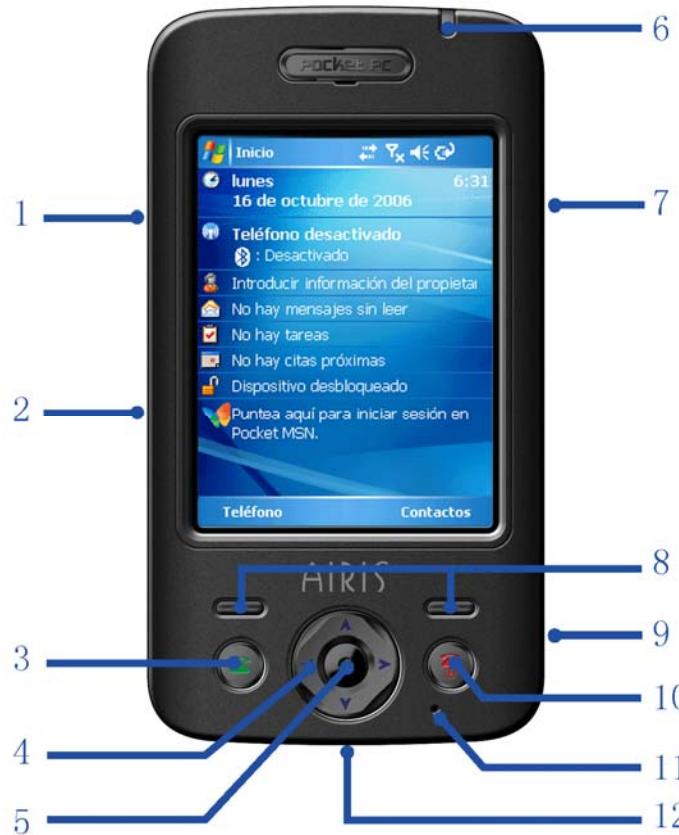 6
POCKET PC
Inicio
lunes 6:31
16 de octubre de 2006
1
7
Teléfono desactivado
: Desactivado
Introducir información del propietar
No hay mensajes sin leer
No hay tareas
No hay citas próximas
Dispositivo desbloqueado
2
Puntea aquí para iniciar sesión en
Pocket MSN.
Teléfono Contactos
AIRIS
8
9
3
10
4
11
5
12